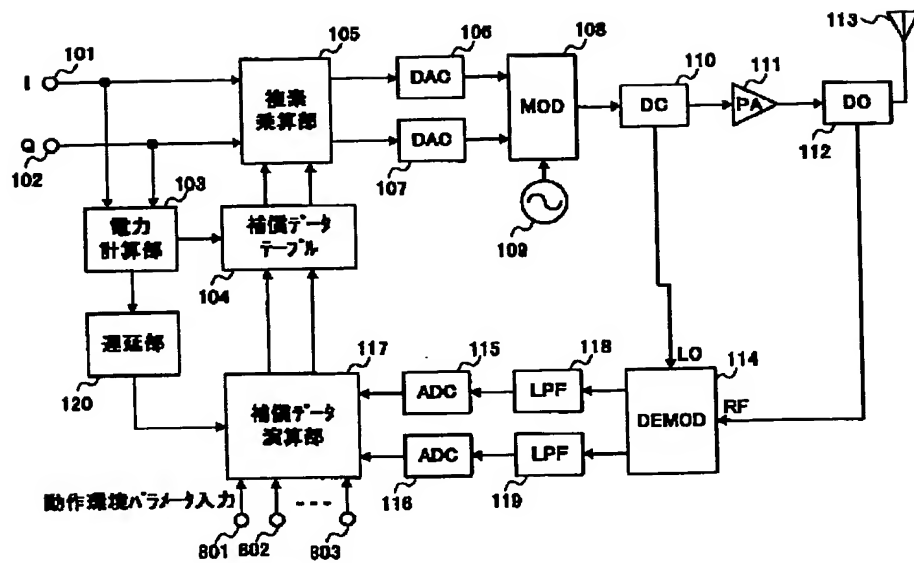 113
105
106
108
101
I
複素
乗算部
DAC
MOD
110
DC
111
PA
DC
112
Q
102
DAC
107
103
電力
計算部
補償データ
テーブル
104
109
遅延部
120
117
補償データ
演算部
115
ADC
118
LPF
LO
114
DEMOD
RF
ADC
116
LPF
119
動作環境パラメータ入力
801
802
---
803